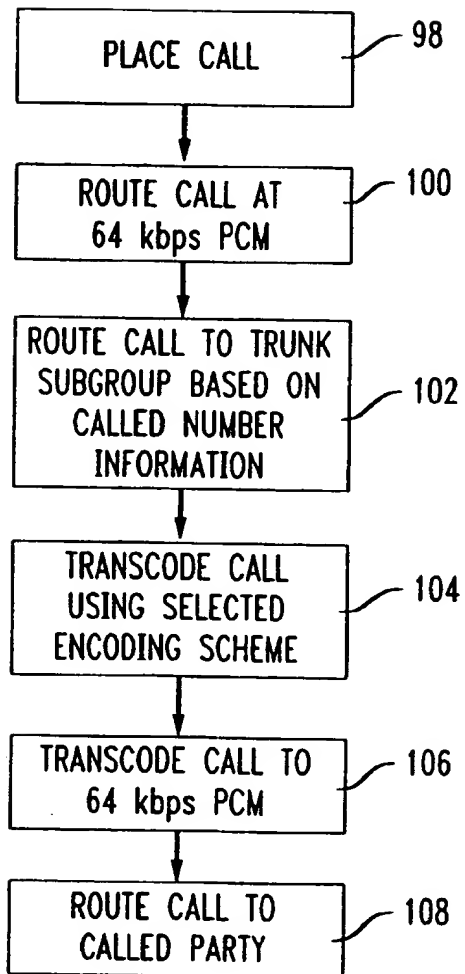 PLACE CALL
98
ROUTE CALL AT
64 kbps PCM
100
ROUTE CALL TO TRUNK
SUBGROUP BASED ON
CALLED NUMBER
INFORMATION
102
TRANSCODE CALL
USING SELECTED
ENCODING SCHEME
104
TRANSCODE CALL TO
64 kbps PCM
106
ROUTE CALL TO
CALLED PARTY
108